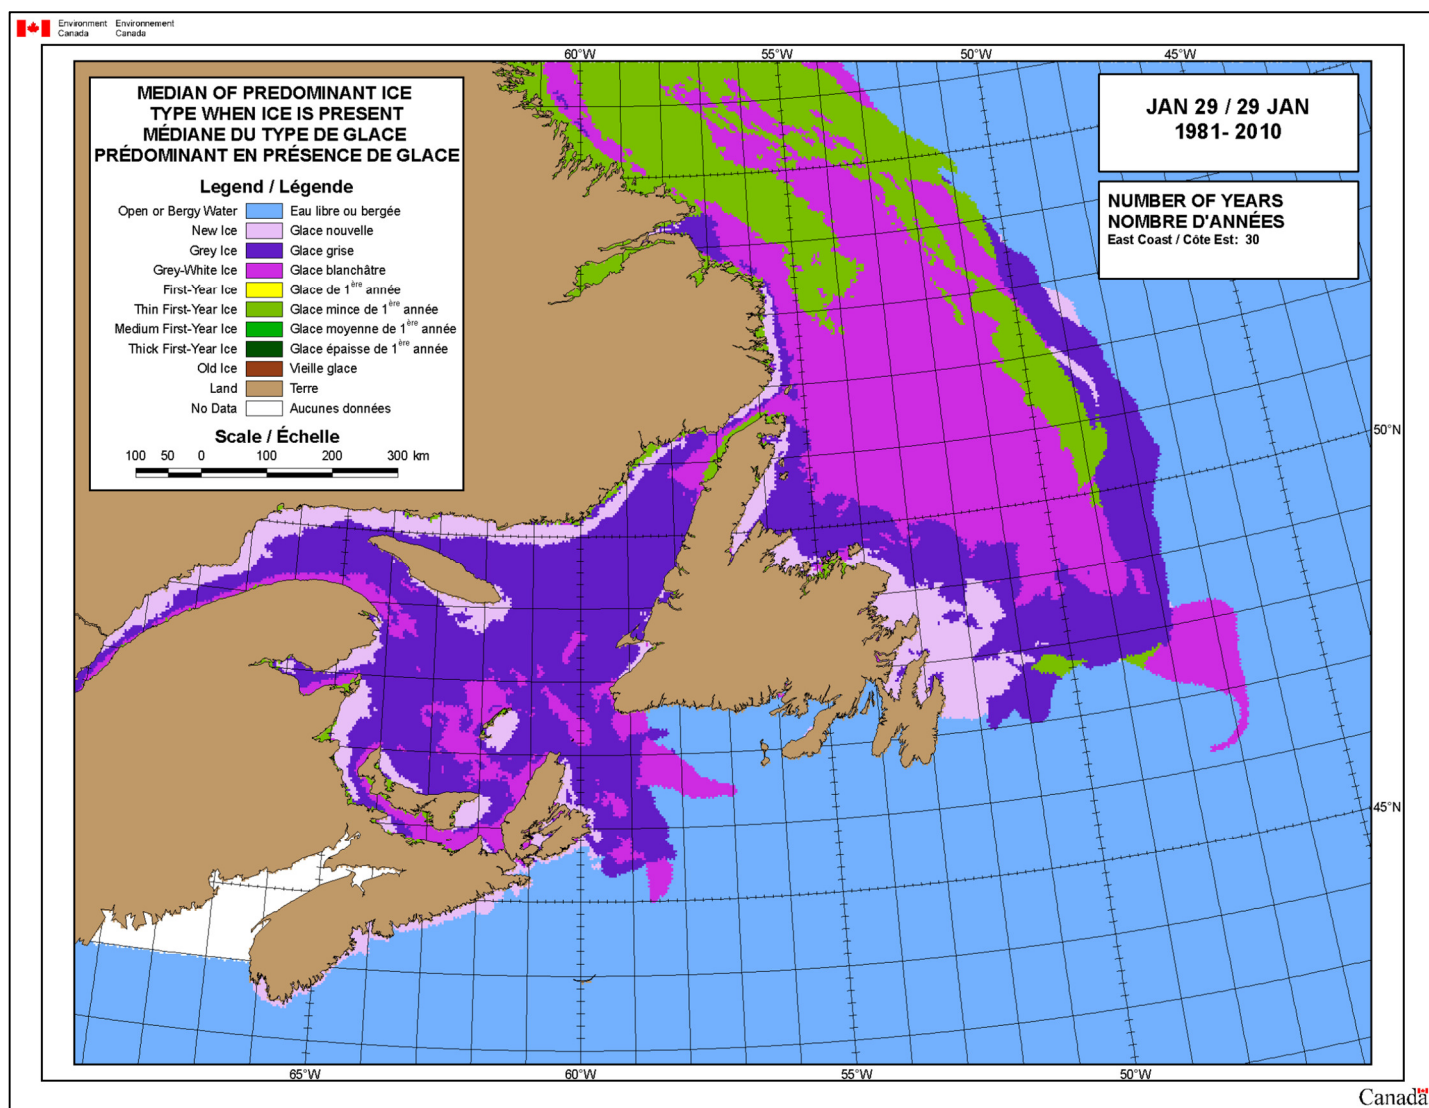 Environment Environnement
Canada Canada
60°W 55°W 50°W 45°W
MEDIAN OF PREDOMINANT ICE
TYPE WHEN ICE IS PRESENT
MÉDIANE DU TYPE DE GLACE
PRÉDOMINANT EN PRÉSENCE DE GLACE
Legend / Légende
Open or Bergy Water Eau libre ou bergée
New Ice Glace nouvelle
Grey Ice Glace grise
Grey-White Ice Glace blanchâtre
First-Year Ice Glace de 1ère année
Thin First-Year Ice Glace mince de 1ère année
Medium First-Year Ice Glace moyenne de 1ère année
Thick First-Year Ice Glace épaisse de 1ère année
Old Ice Vieille glace
Land Terre
No Data Aucunes données
Scale / Échelle
100 50 0 100 200 300 km
JAN 29 / 29 JAN
1981- 2010
NUMBER OF YEARS
NOMBRE D'ANNÉES
East Coast / Côte Est: 30
50°N
45°N
65°W 60°W 55°W 50°W
Canada